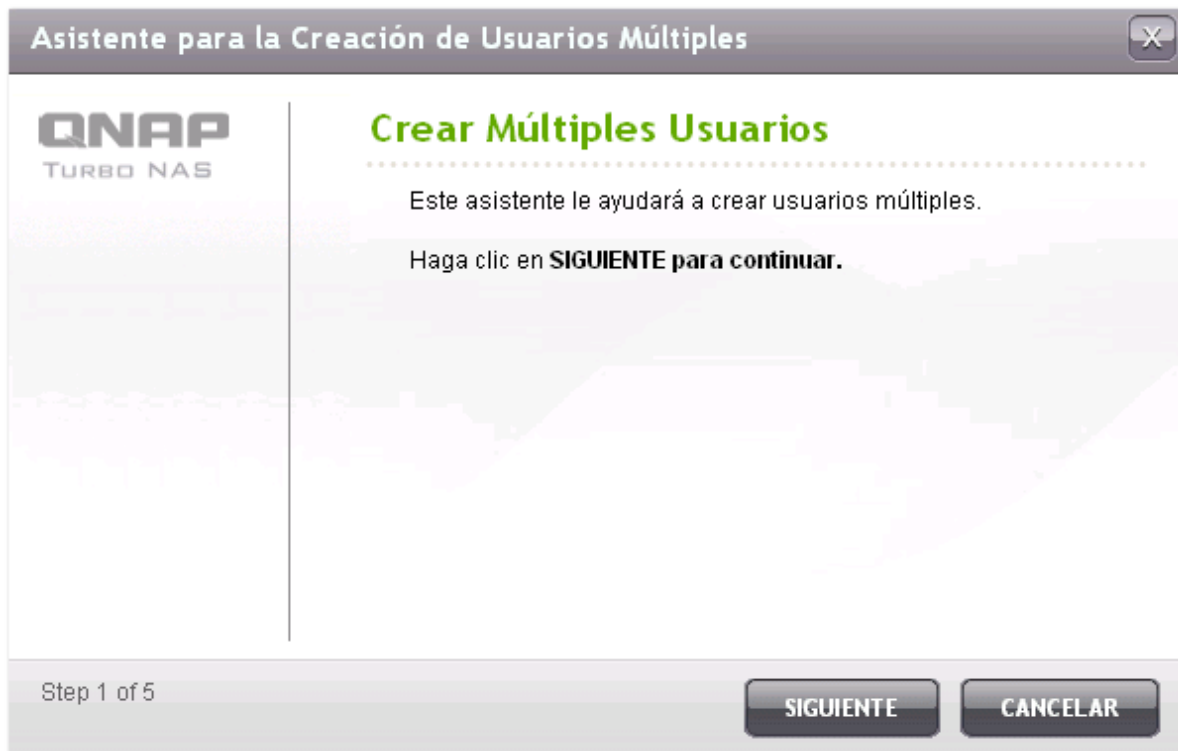 Asistente para la Creación de Usuarios Múltiples
X
QNAP
TURBO NAS
Crear Múltiples Usuarios
Este asistente le ayudará a crear usuarios múltiples.
Haga clic en SIGUIENTE para continuar.
Step 1 of 5
SIGUIENTE
CANCELAR